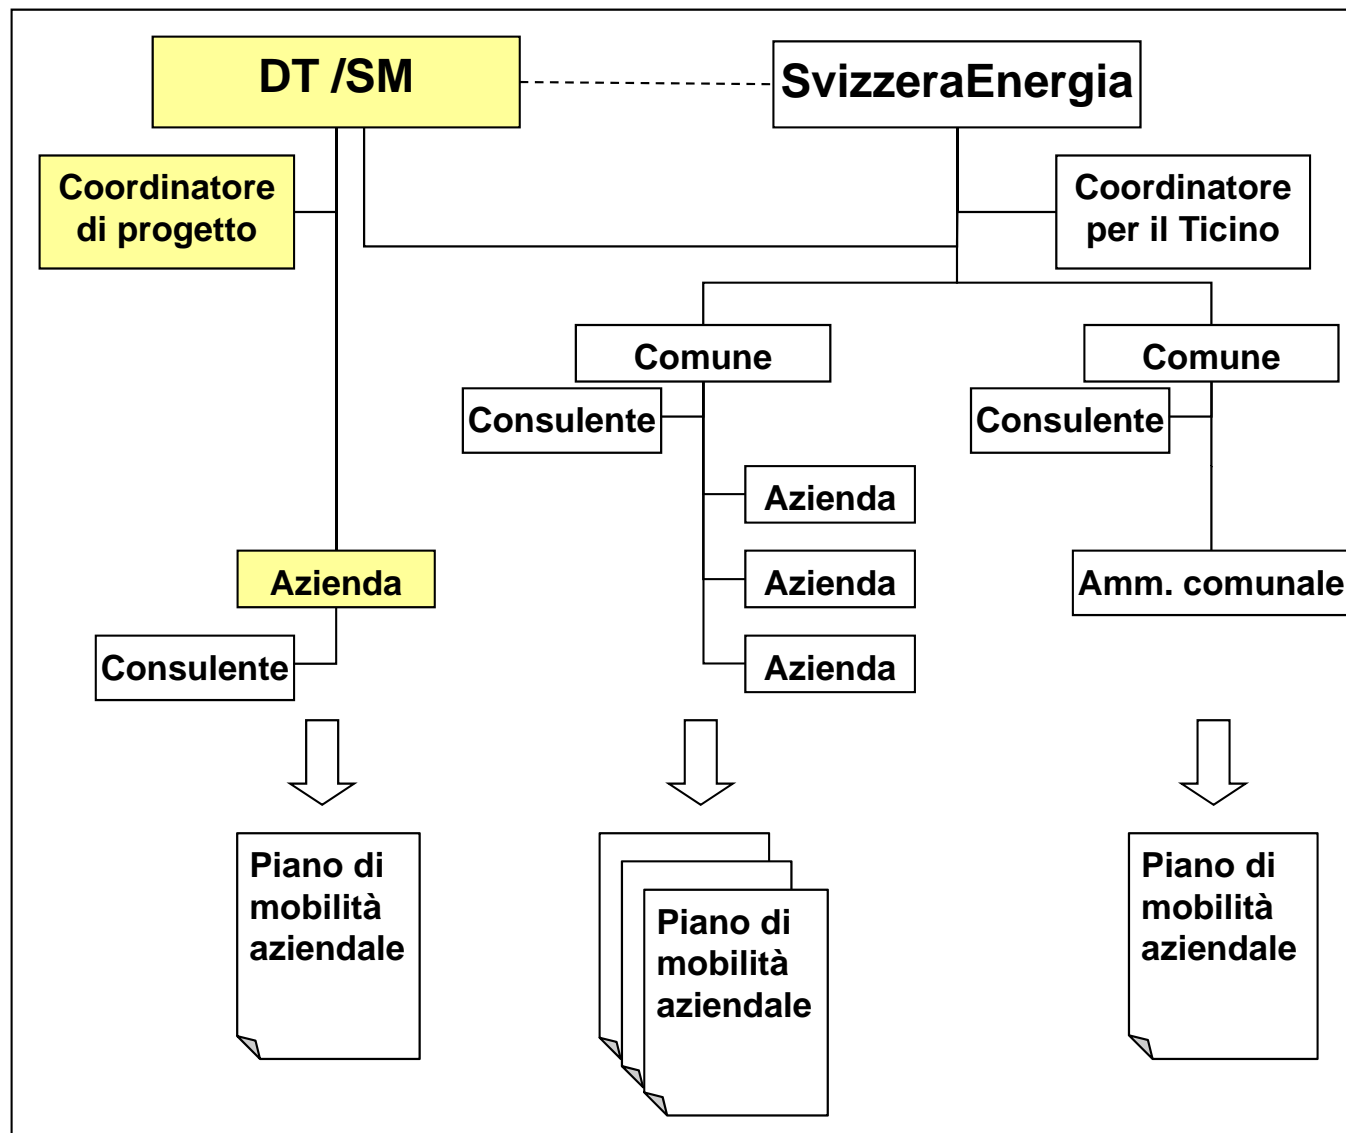 DT /SM
SvizzeraEnergia
Coordinatore
di progetto
Coordinatore
per il Ticino
Comune
Comune
Consulente
Consulente
Azienda
Azienda
Azienda
Amm. comunale
Azienda
Consulente
Piano di
mobilità
aziendale
Piano di
mobilità
aziendale
Piano di
mobilità
aziendale